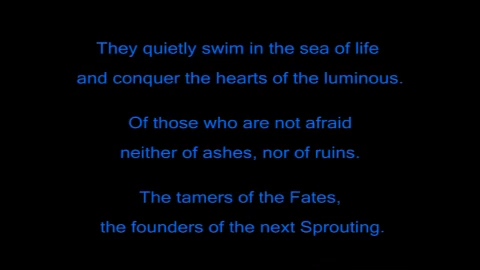 They quietly swim in the sea of life
and conquer the hearts of the luminous.
Of those who are not afraid
neither of ashes, nor of ruins.
The tamers of the Fates,
the founders of the next Sprouting.